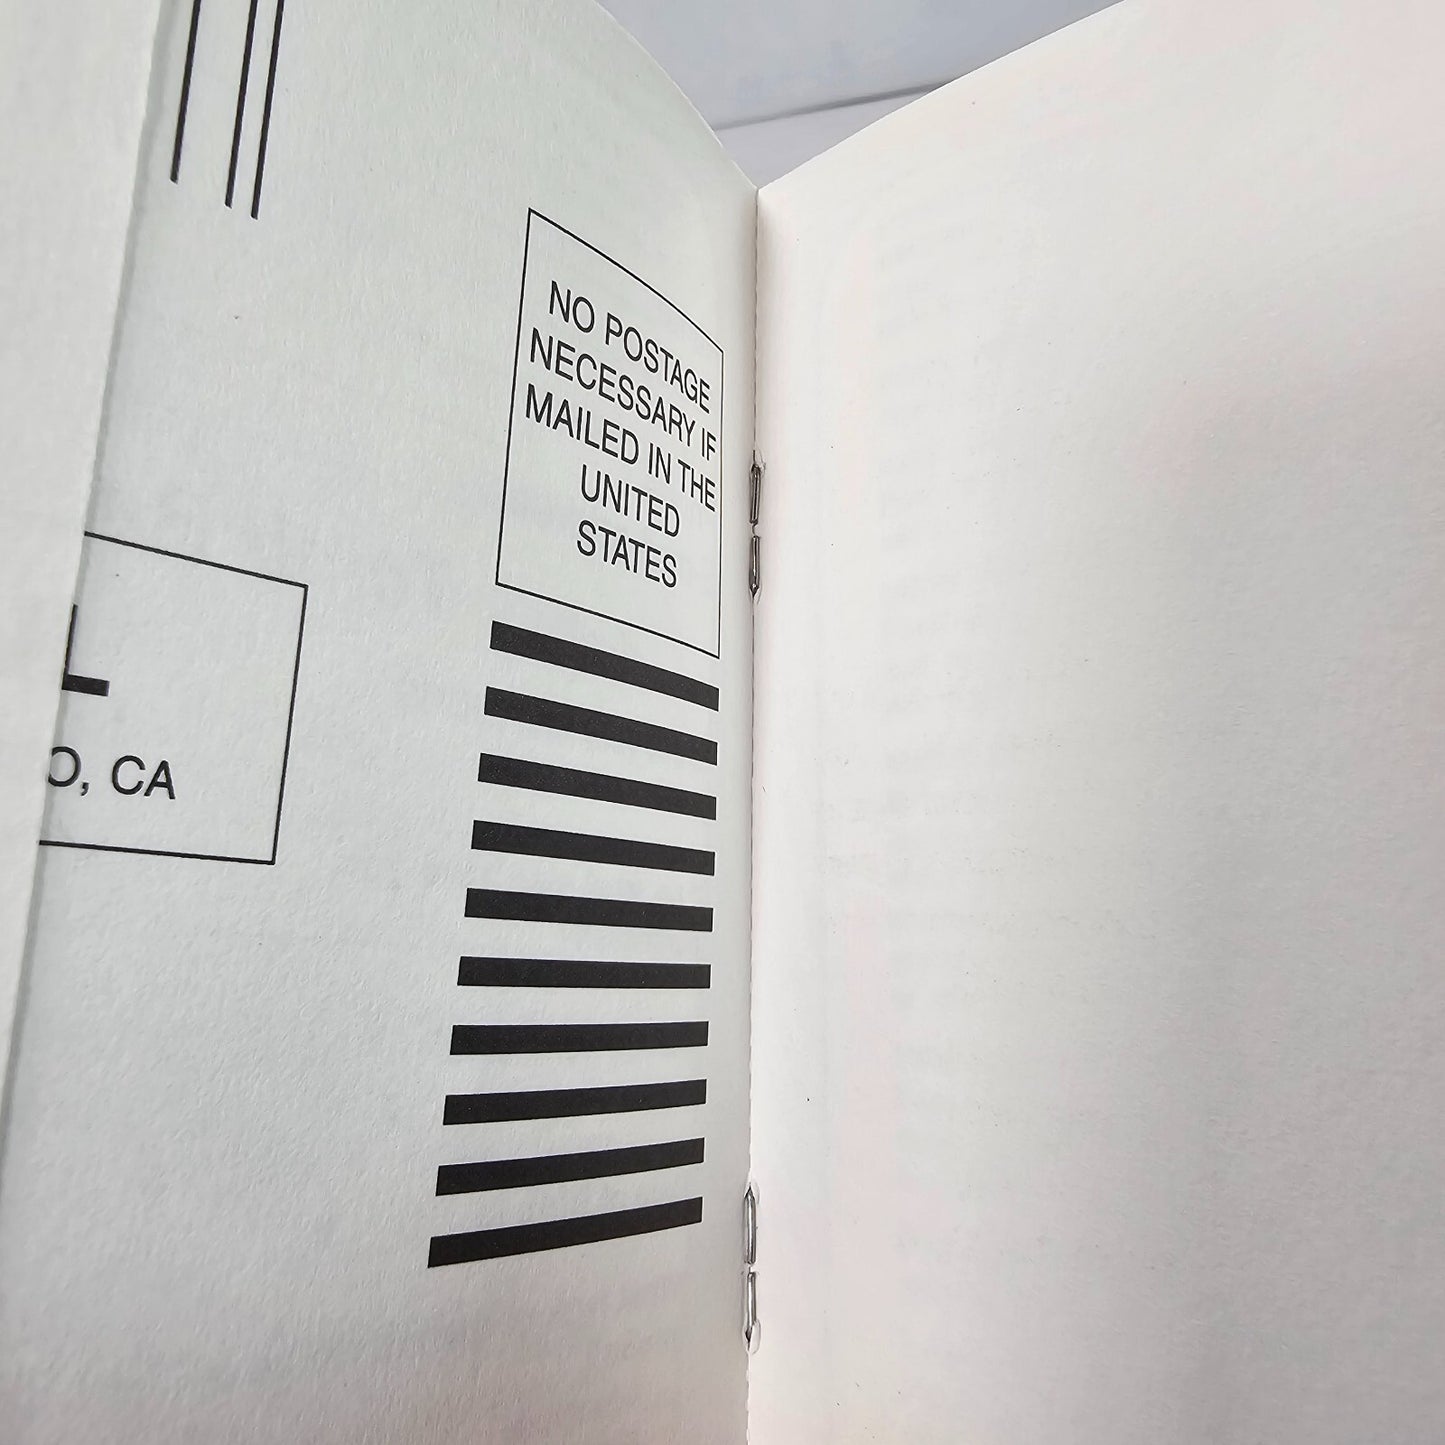 NO POSTAGE
NECESSARY IF
MAILED IN THE
UNITED
STATES
L
O, CA